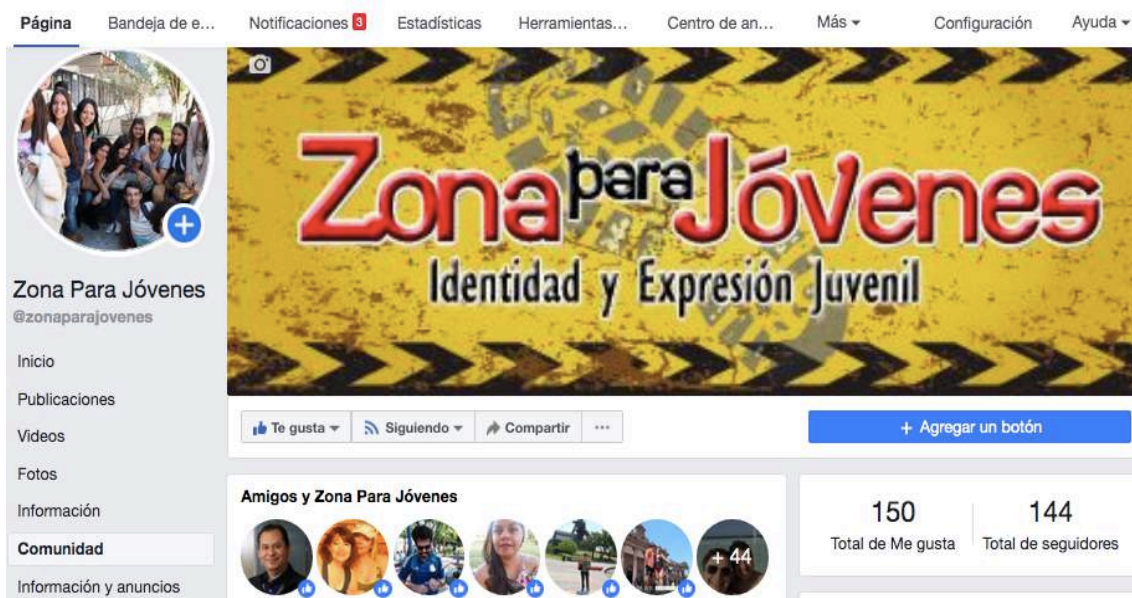 Página Bandeja de e... Notificaciones 3 Estadísticas Herramientas... Centro de an... Más Configuración Ayuda
Zona para Jóvenes
Identidad y Expresión Juvenil
Zona Para Jóvenes
@zonaparajovenes
Inicio
Publicaciones
Videos
Fotos
Información
Comunidad
Información y anuncios
Te gusta Siguiendo Compartir ...
+ Agregar un botón
Amigos y Zona Para Jóvenes
+ 44
150 144
Total de Me gusta Total de seguidores